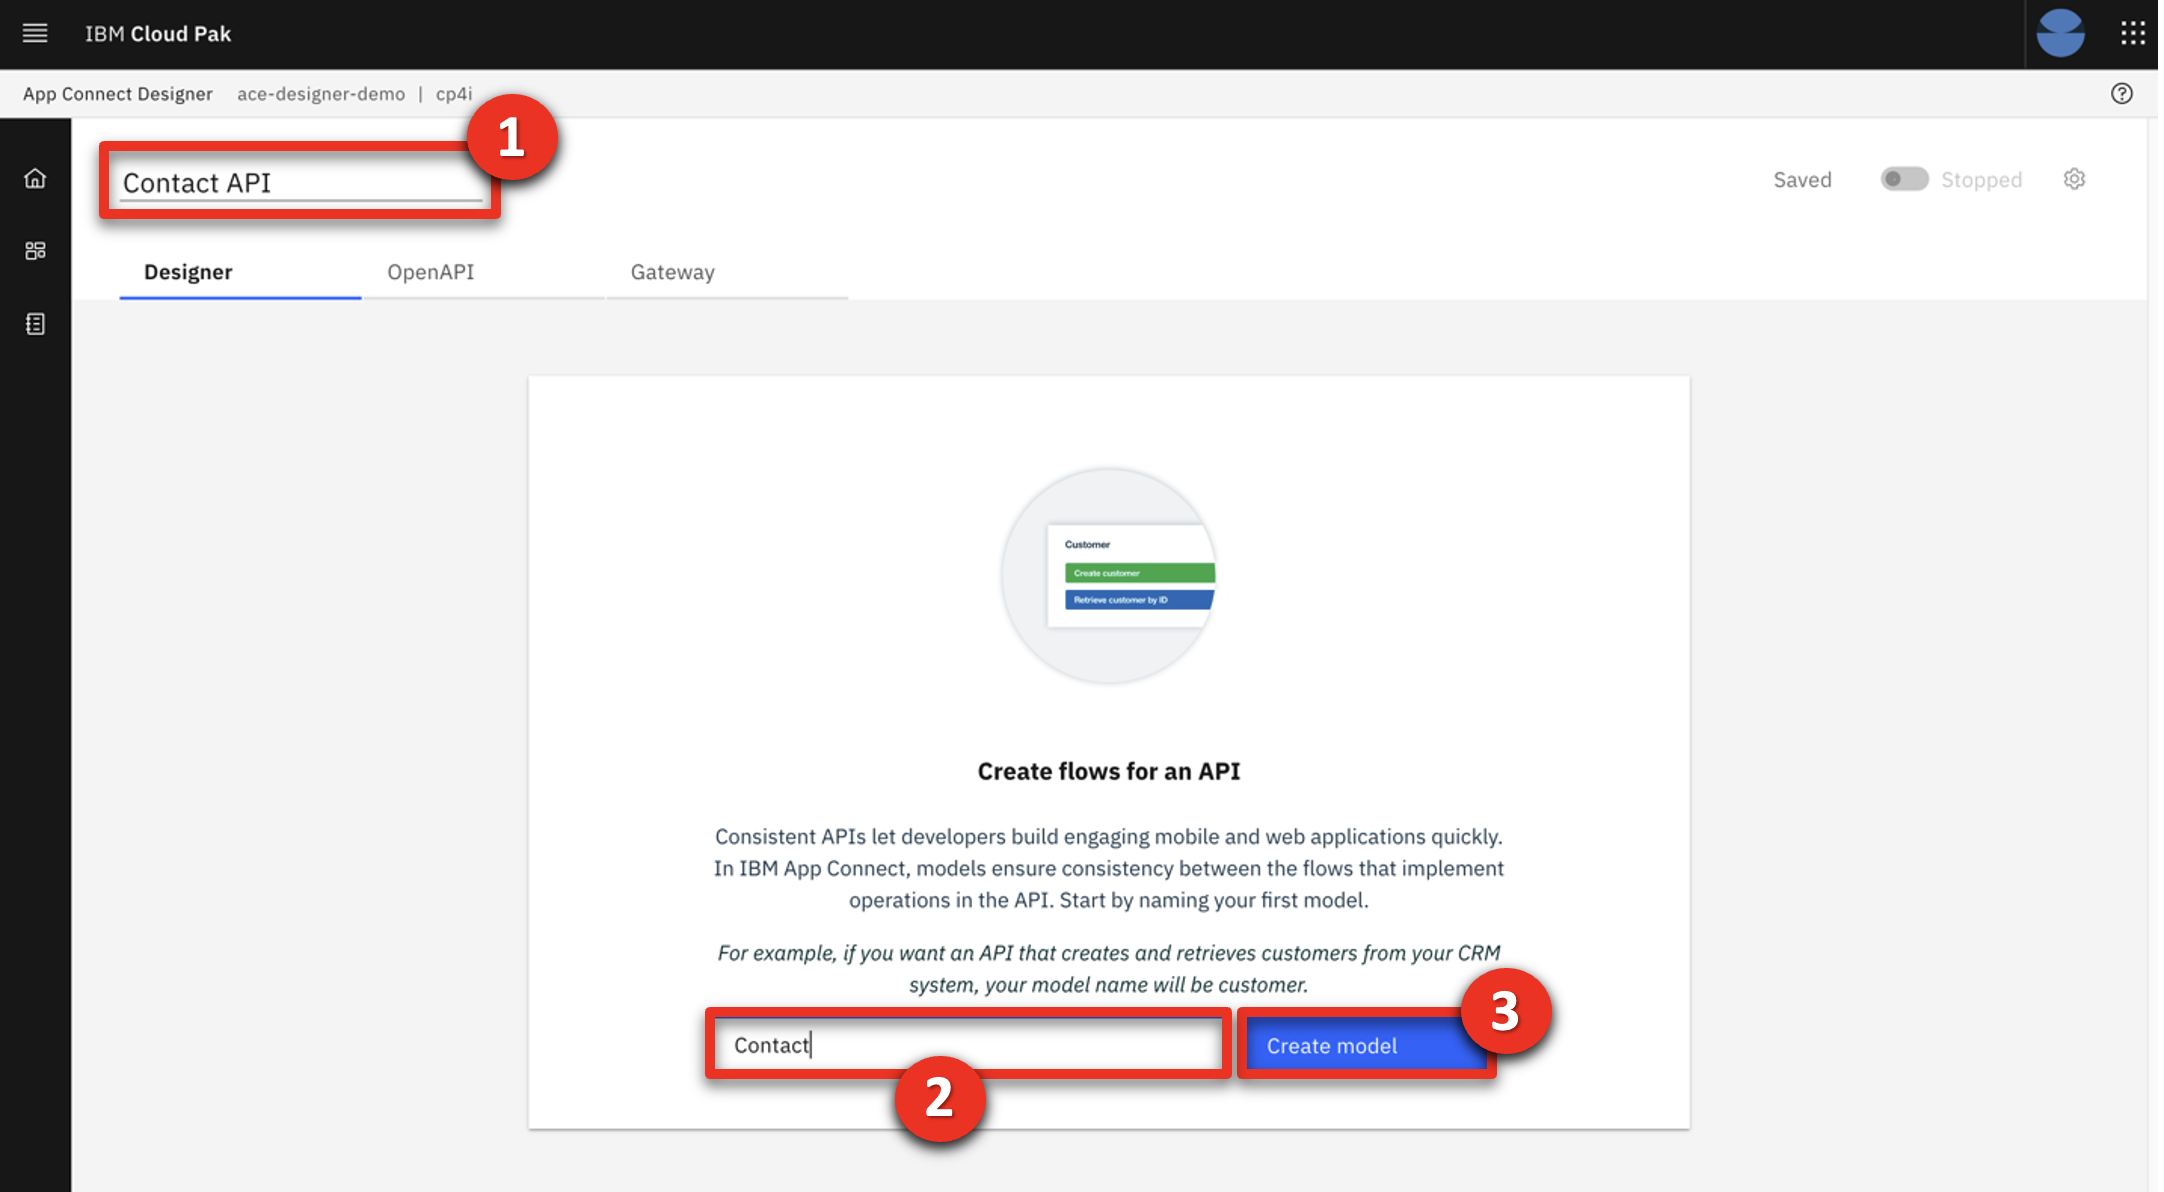 IBM Cloud Pak
App Connect Designer ace-designer-demo | cp4i
1
Contact API
Saved Stopped
Designer OpenAPI Gateway
Customer
Create customer
Retrieve customer by ID
Create flows for an API
Consistent APIs let developers build engaging mobile and web applications quickly.
In IBM App Connect, models ensure consistency between the flows that implement
operations in the API. Start by naming your first model.
For example, if you want an API that creates and retrieves customers from your CRM
system, your model name will be customer.
3
Contact Create model
2